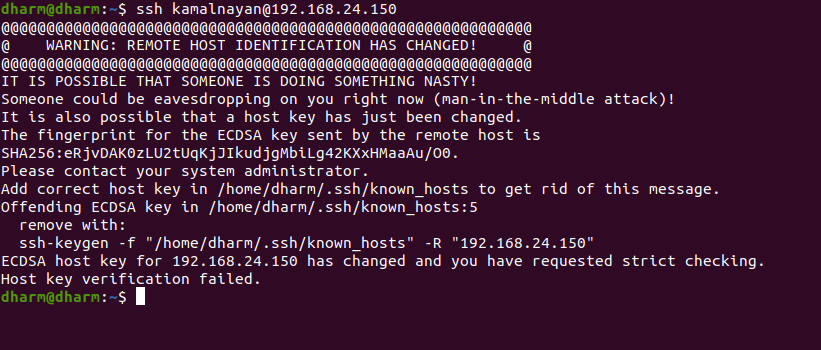 dharm@dharm:~$ ssh kamalnayan@192.168.24.150
@@@@@@@@@@@@@@@@@@@@@@@@@@@@@@@@@@@@@@@@@@@@@@@@@@@@@@@@@@@
@    WARNING: REMOTE HOST IDENTIFICATION HAS CHANGED!     @
@@@@@@@@@@@@@@@@@@@@@@@@@@@@@@@@@@@@@@@@@@@@@@@@@@@@@@@@@@@
IT IS POSSIBLE THAT SOMEONE IS DOING SOMETHING NASTY!
Someone could be eavesdropping on you right now (man-in-the-middle attack)!
It is also possible that a host key has just been changed.
The fingerprint for the ECDSA key sent by the remote host is
SHA256:eRjvDAK0zLU2tUqKjJIkudjgMbiLg42KXxHMaaAu/O0.
Please contact your system administrator.
Add correct host key in /home/dharm/.ssh/known_hosts to get rid of this message.
Offending ECDSA key in /home/dharm/.ssh/known_hosts:5
  remove with:
  ssh-keygen -f "/home/dharm/.ssh/known_hosts" -R "192.168.24.150"
ECDSA host key for 192.168.24.150 has changed and you have requested strict checking.
Host key verification failed.
dharm@dharm:~$